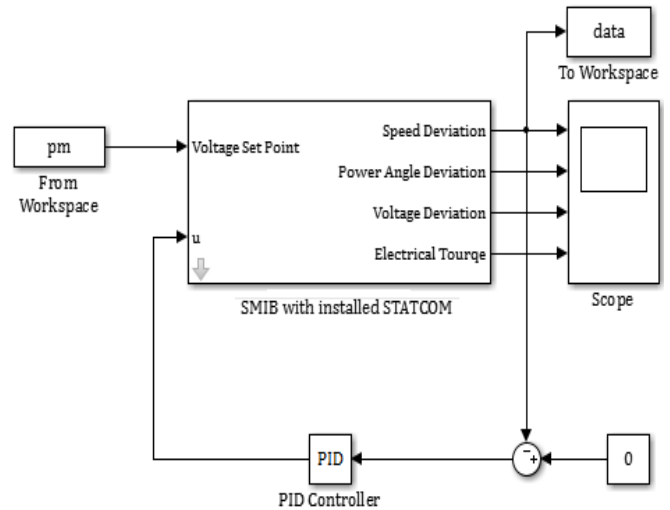 data
To Workspace
pm
From
Workspace
Voltage Set Point
u
Speed Deviation
Power Angle Deviation
Voltage Deviation
Electrical Tourqe
SMIB with installed STATCOM
Scope
PID
PID Controller
-
+
0